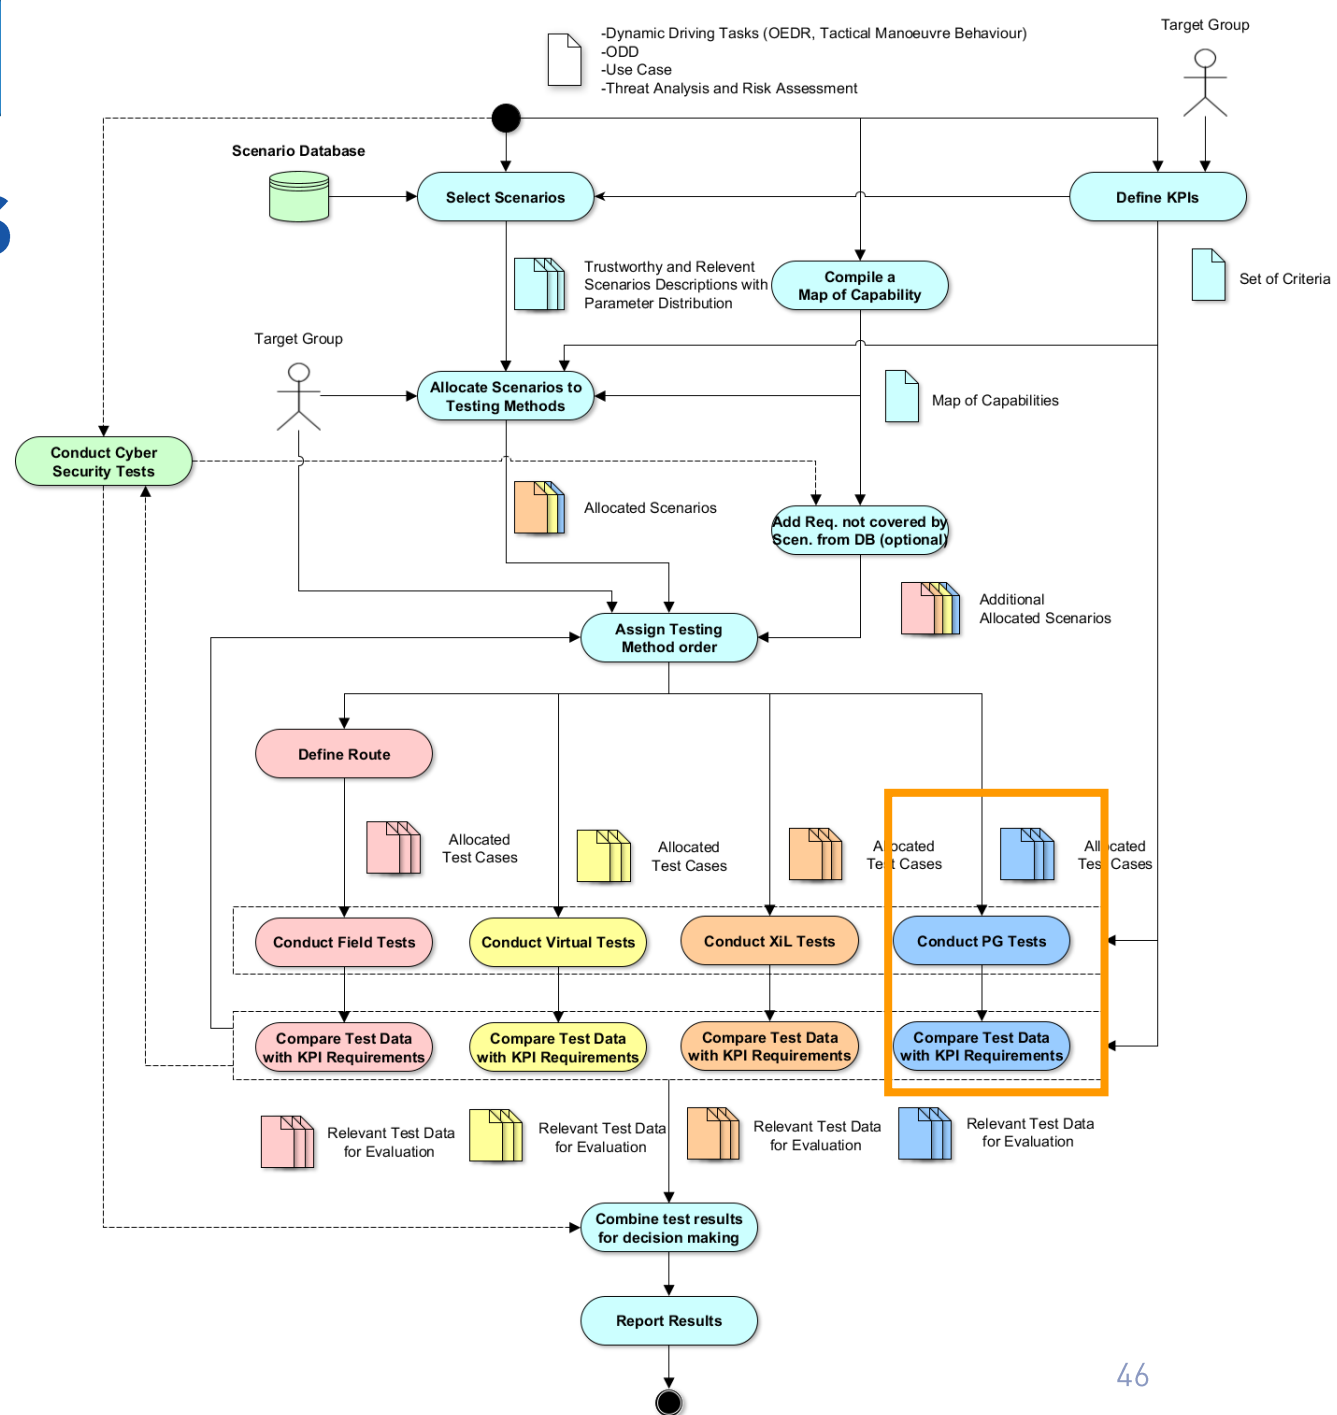 Target Group
-Dynamic Driving Tasks (OEDR, Tactical Manoeuvre Behaviour)
-ODD
-Use Case
-Threat Analysis and Risk Assessment
Scenario Database
Select Scenarios
Define KPIs
Trustworthy and Relevent
Scenarios Descriptions with
Parameter Distribution
Compile a
Map of Capability
Set of Criteria
Target Group
Allocate Scenarios to
Testing Methods
Map of Capabilities
Conduct Cyber
Security Tests
Allocated Scenarios
Add Req. not covered by
Scen. from DB (optional)
Additional
Allocated Scenarios
Assign Testing
Method order
Define Route
Allocated
Test Cases
Allocated
Test Cases
Allocated
Test Cases
Allocated
Test Cases
Conduct Field Tests
Conduct Virtual Tests
Conduct XiL Tests
Conduct PG Tests
Compare Test Data
with KPI Requirements
Compare Test Data
with KPI Requirements
Compare Test Data
with KPI Requirements
Compare Test Data
with KPI Requirements
Relevant Test Data
for Evaluation
Relevant Test Data
for Evaluation
Relevant Test Data
for Evaluation
Relevant Test Data
for Evaluation
Combine test results
for decision making
Report Results
46